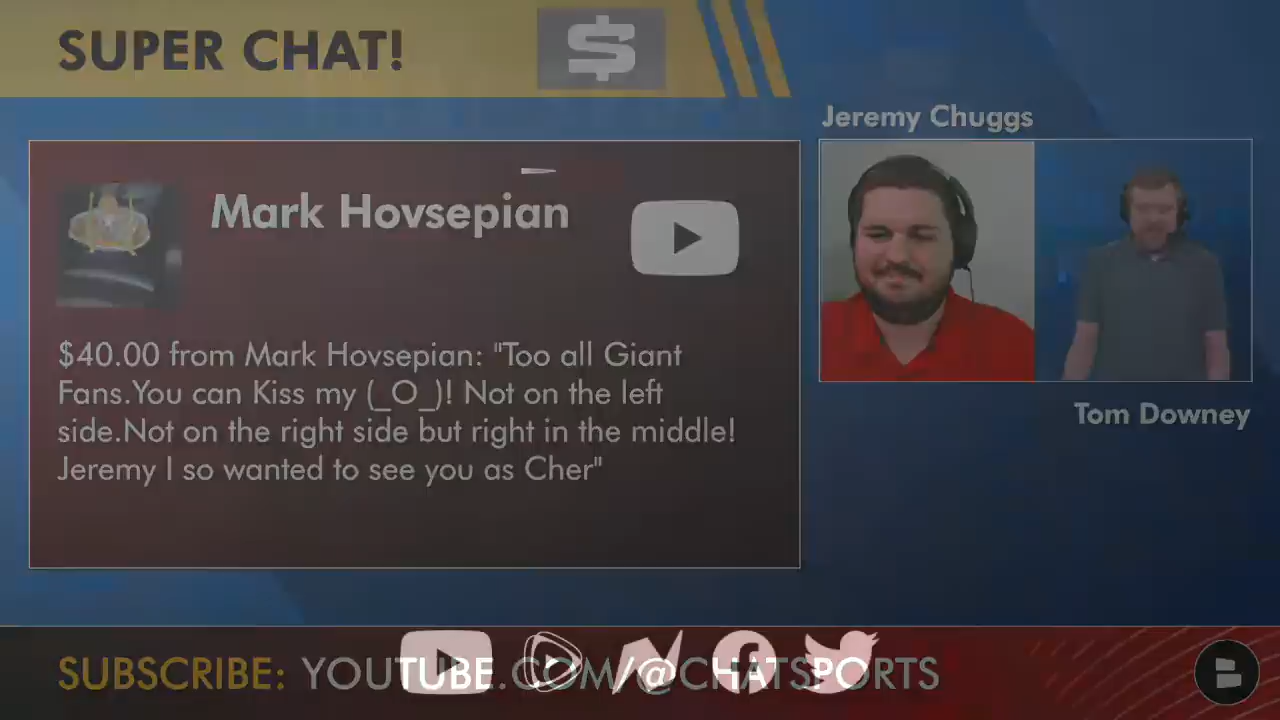 SUPER CHAT!
Jeremy Chuggs
Mark Hovsepian
$40.00 from Mark Hovsepian: "Too all Giant
Fans.You can Kiss my (_O_)! Not on the left
side.Not on the right side but right in the middle!
Jeremy I so wanted to see you as Cher"
Tom Downey
SUBSCRIBE: YOUTUBE.COM/@CHATSPORTS